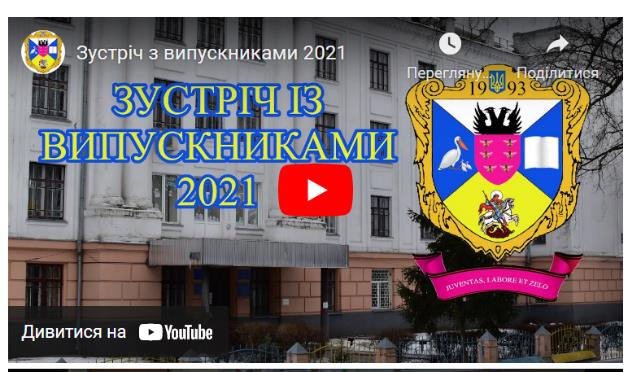 Зустріч з випускниками 2021
Перегляну...
Поділитися
ЗУСТРІЧ ІЗ
ВИПУСКНИКАМИ
2021
1993
JUVENTAS, LABORE ET ZELO
Дивитися на YouTube